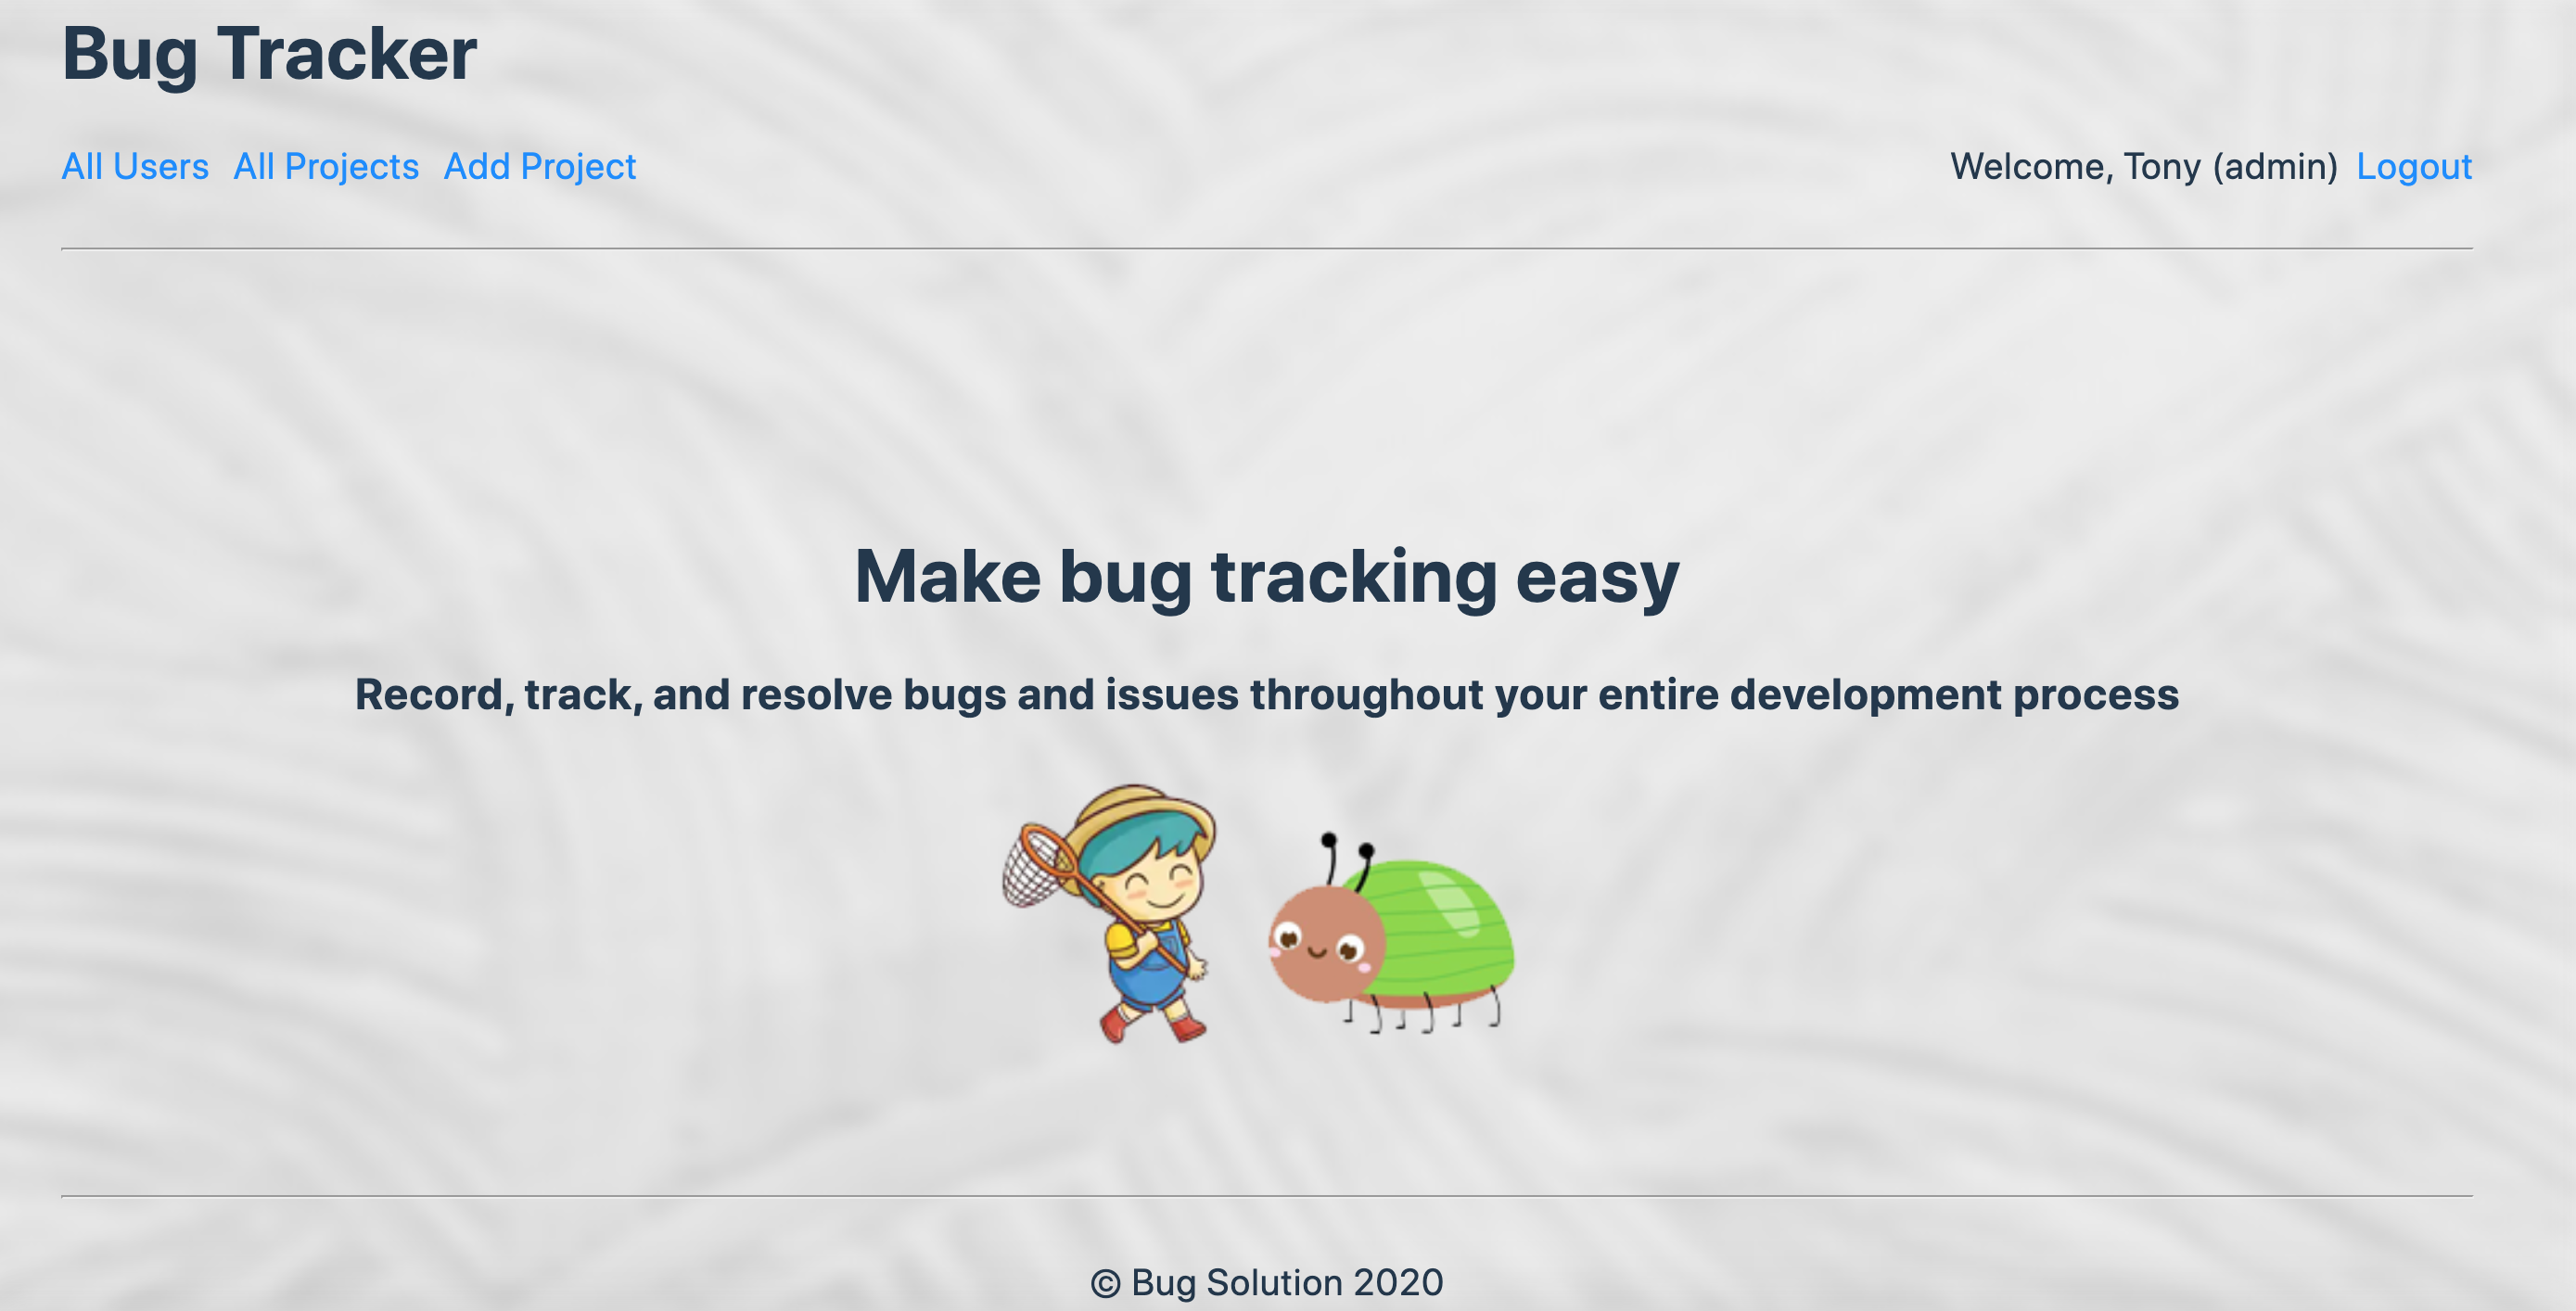 Bug Tracker
All Users All Projects Add Project Welcome, Tony (admin) Logout
Make bug tracking easy
Record, track, and resolve bugs and issues throughout your entire development process
© Bug Solution 2020